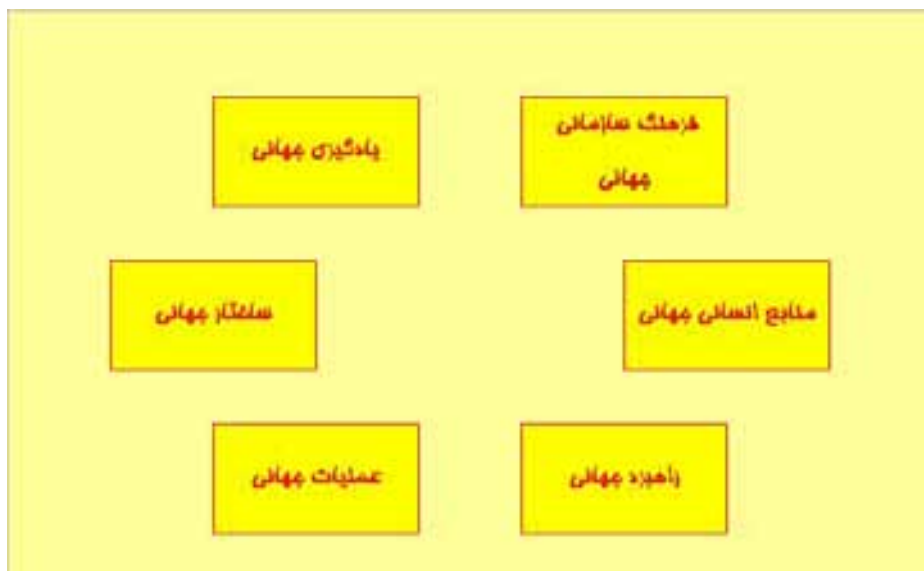 فرهنگ سازمانی
جهانی
یادگیری جهانی
منابع انسانی جهانی
ساختار جهانی
راهبرد جهانی
عملیات جهانی